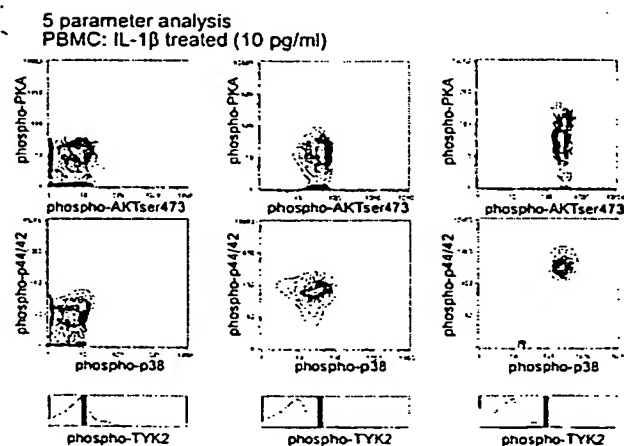 5 parameter analysis
PBMC: IL-1β treated (10 pg/ml)
phospho-PKA
phospho-PKA
phospho-PKA
phospho-AKTser473
phospho-AKTser473
phospho-AKTser473
phospho-p44/42
phospho-p44/42
phospho-p44/42
phospho-p38
phospho-p38
phospho-p38
phospho-TYK2
phospho-TYK2
phospho-TYK2